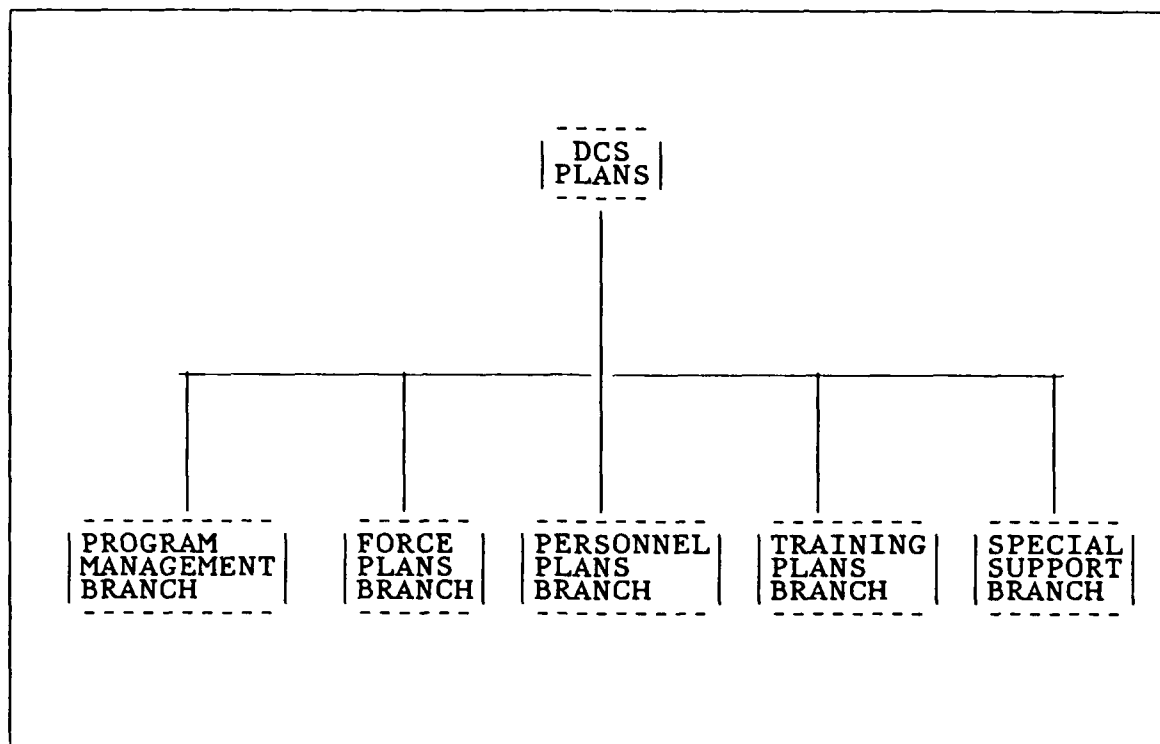 DCS
PLANS
PROGRAM
MANAGEMENT
BRANCH
FORCE
PLANS
BRANCH
PERSONNEL
PLANS
BRANCH
TRAINING
PLANS
BRANCH
SPECIAL
SUPPORT
BRANCH